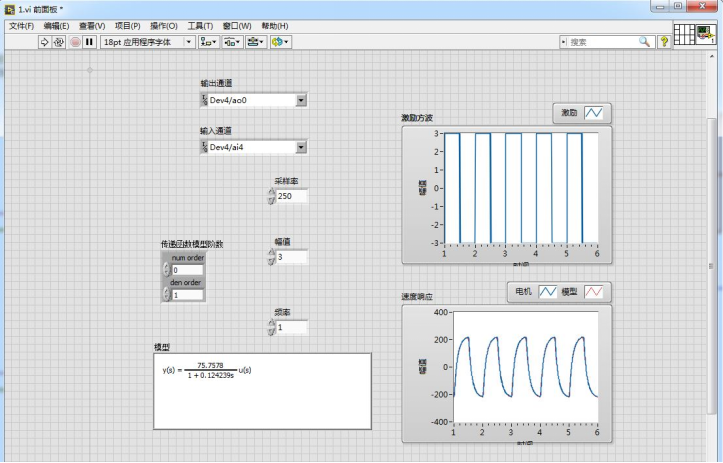 1.vi 前面板 *
文件(F) 编辑(E) 查看(V) 项目(P) 操作(O) 工具(T) 窗口(W) 帮助(H)
18pt 应用程序字体
搜索
1
输出通道
Dev4/ao0
输入通道
Dev4/ai4
采样率
250
传递函数模型阶数
num order
0
den order
1
幅值
3
频率
1
模型
y(s) = 75.7578 / 1 + 0.124239s u(s)
激励方波
激励
3
2
1
0
-1
-2
-3
幅值
1 2 3 4 5 6
时间
速度响应
电机 模型
400
200
0
-200
-400
幅值
1 2 3 4 5 6
时间